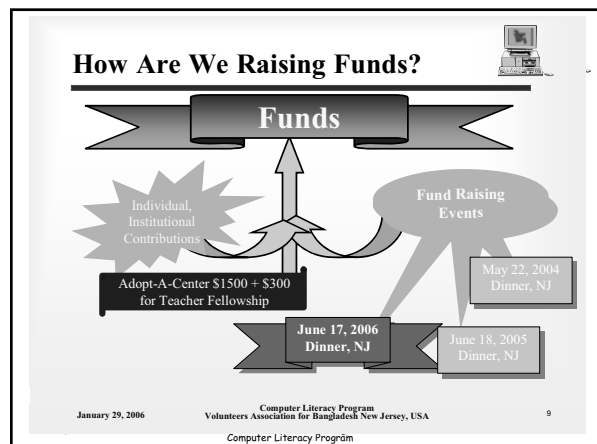 How Are We Raising Funds?
Funds
Individual,
Institutional
Contributions
Fund Raising
Events
Adopt-A-Center $1500 + $300
for Teacher Fellowship
May 22, 2004
Dinner, NJ
June 17, 2006
Dinner, NJ
June 18, 2005
Dinner, NJ
January 29, 2006
Computer Literacy Program
Volunteers Association for Bangladesh New Jersey, USA
9
Computer Literacy Program